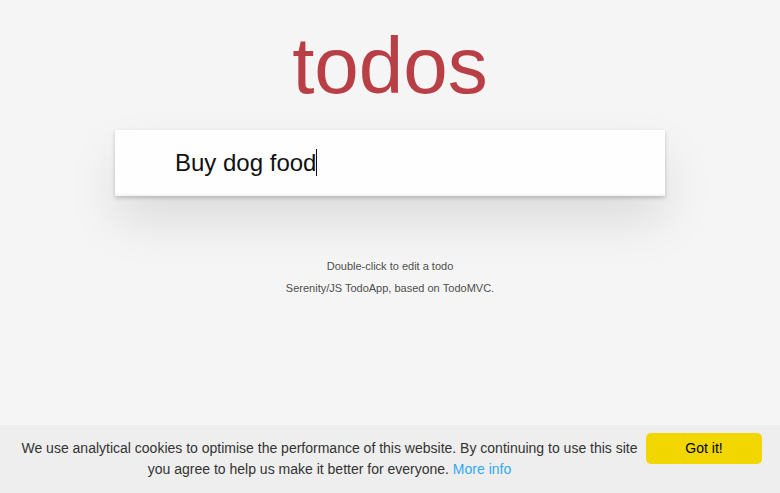 todos
Buy dog food
Double-click to edit a todo
Serenity/JS TodoApp, based on TodoMVC.
We use analytical cookies to optimise the performance of this website. By continuing to use this site
you agree to help us make it better for everyone. More info
Got it!